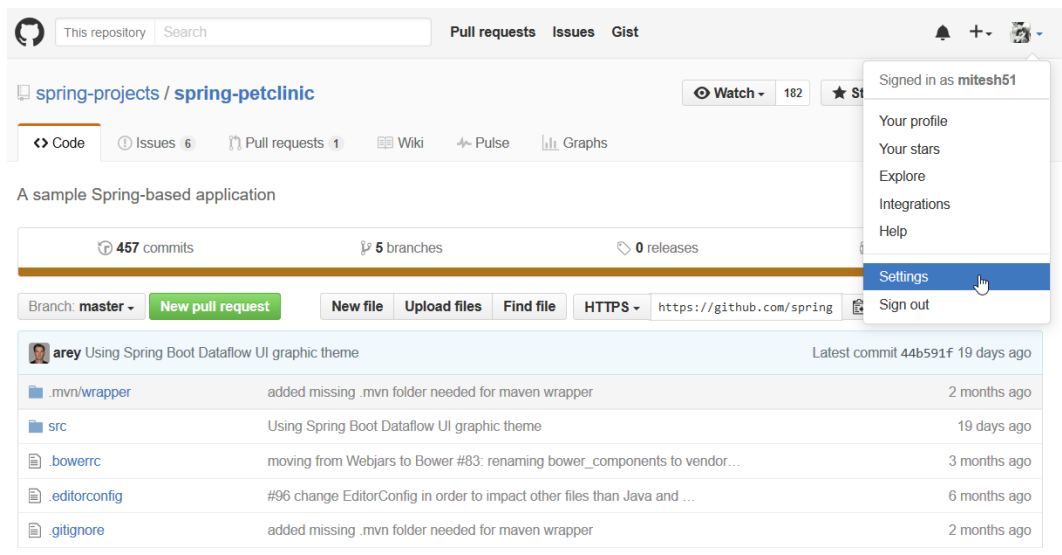 This repository Search Pull requests Issues Gist
Signed in as mitesh51
Your profile
Your stars
Explore
Integrations
Help
Settings
Sign out
spring-projects / spring-petclinic
Watch 182 St
Code Issues 6 Pull requests 1 Wiki Pulse Graphs
A sample Spring-based application
457 commits 5 branches 0 releases
Branch: master New pull request New file Upload files Find file HTTPS https://github.com/spring
arey Using Spring Boot Dataflow UI graphic theme Latest commit 44b591f 19 days ago
.mvn/wrapper added missing .mvn folder needed for maven wrapper 2 months ago
src Using Spring Boot Dataflow UI graphic theme 19 days ago
.bowerrc moving from Webjars to Bower #83: renaming bower_components to vendor… 3 months ago
.editorconfig #96 change EditorConfig in order to impact other files than Java and … 6 months ago
.gitignore added missing .mvn folder needed for maven wrapper 2 months ago